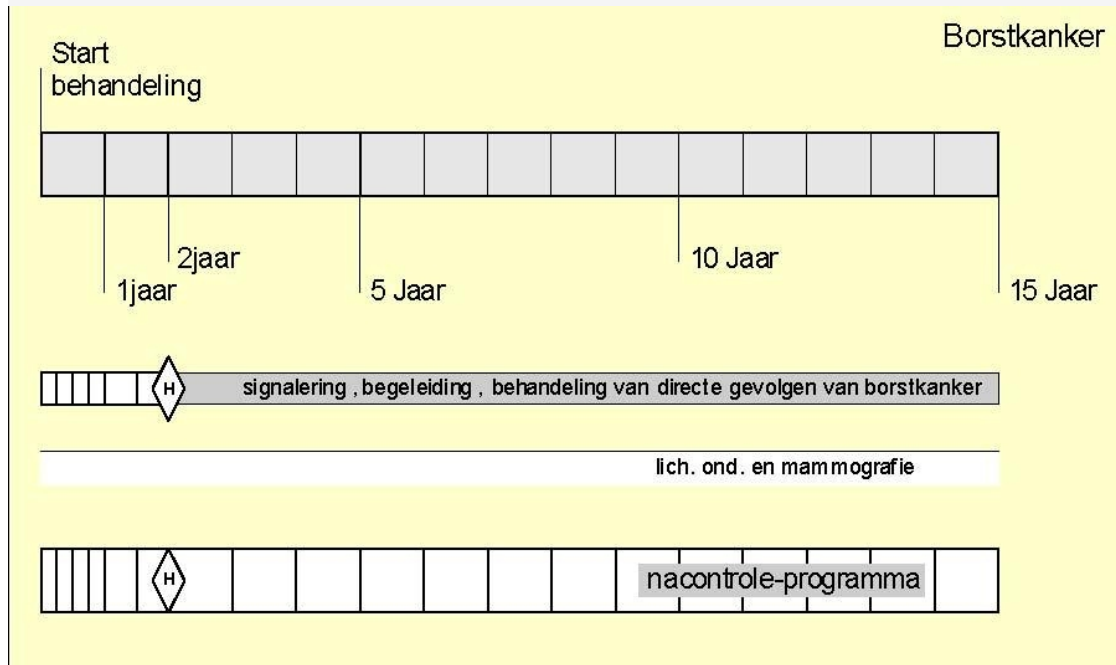 Borstkanker
Start
behandeling
2jaar
10 Jaar
1jaar
5 Jaar
15 Jaar
H
signalering , begeleiding , behandeling van directe gevolgen van borstkanker
lich. ond. en mammografie
H
nacontrole-programma